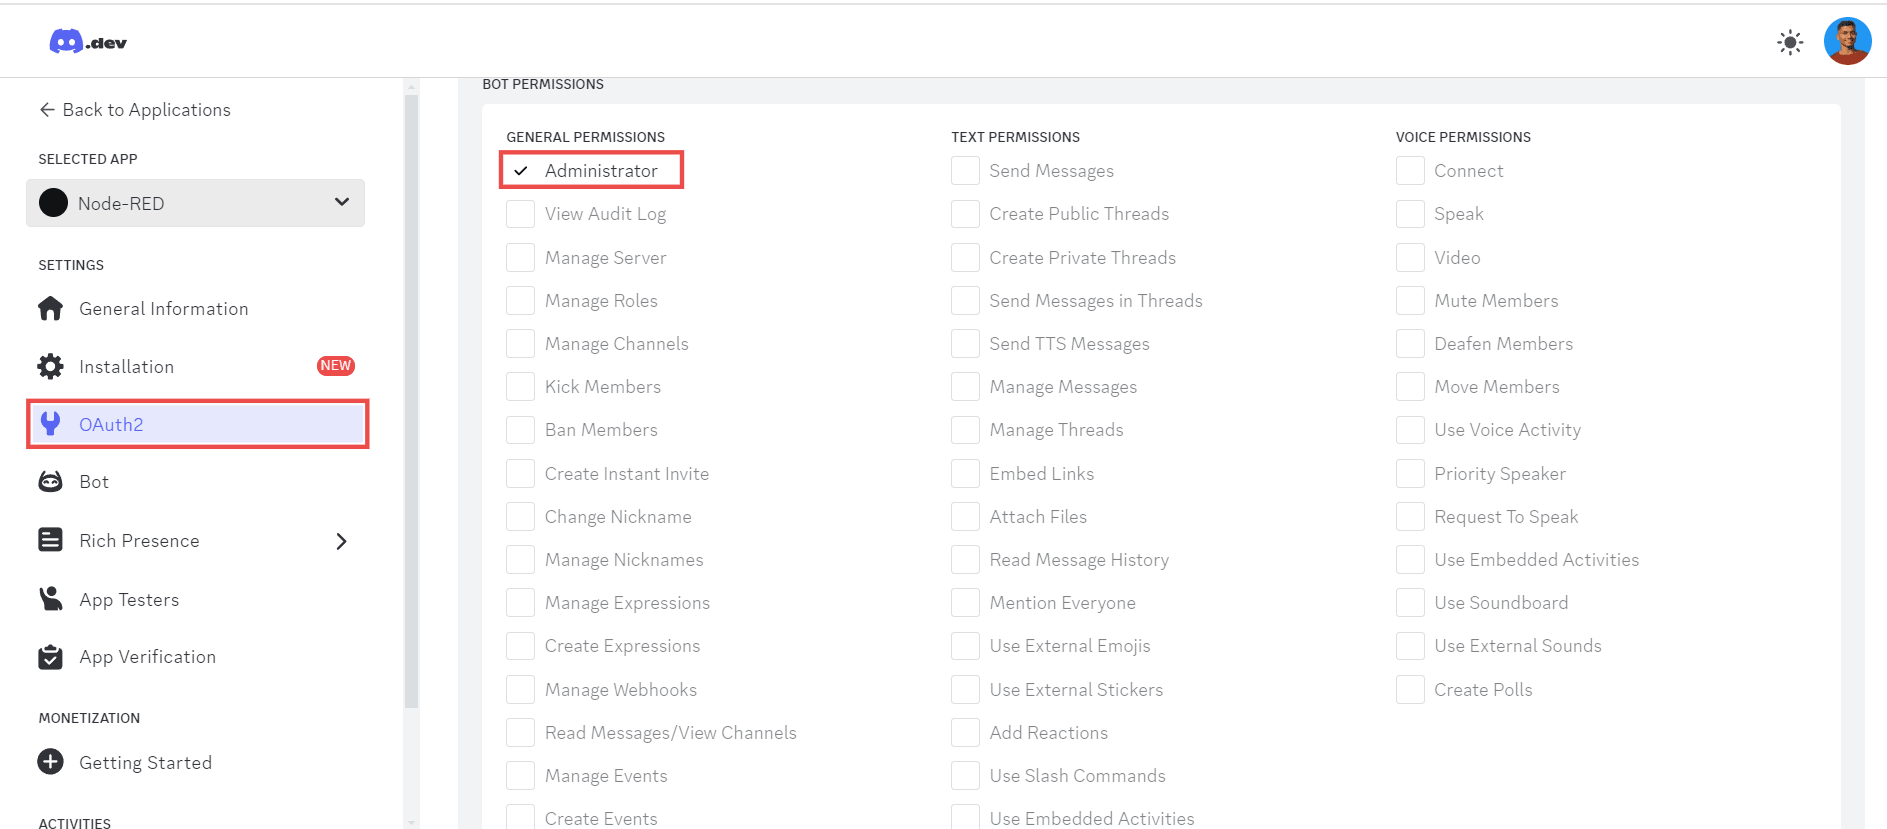 .dev
Back to Applications
SELECTED APP
Node-RED
SETTINGS
General Information
Installation NEW
OAuth2
Bot
Rich Presence
App Testers
App Verification
MONETIZATION
Getting Started
ACTIVITIES
BOT PERMISSIONS
GENERAL PERMISSIONS
Administrator
View Audit Log
Manage Server
Manage Roles
Manage Channels
Kick Members
Ban Members
Create Instant Invite
Change Nickname
Manage Nicknames
Manage Expressions
Create Expressions
Manage Webhooks
Read Messages/View Channels
Manage Events
Create Events
TEXT PERMISSIONS
Send Messages
Create Public Threads
Create Private Threads
Send Messages in Threads
Send TTS Messages
Manage Messages
Manage Threads
Embed Links
Attach Files
Read Message History
Mention Everyone
Use External Emojis
Use External Stickers
Add Reactions
Use Slash Commands
Use Embedded Activities
VOICE PERMISSIONS
Connect
Speak
Video
Mute Members
Deafen Members
Move Members
Use Voice Activity
Priority Speaker
Request To Speak
Use Embedded Activities
Use Soundboard
Use External Sounds
Create Polls